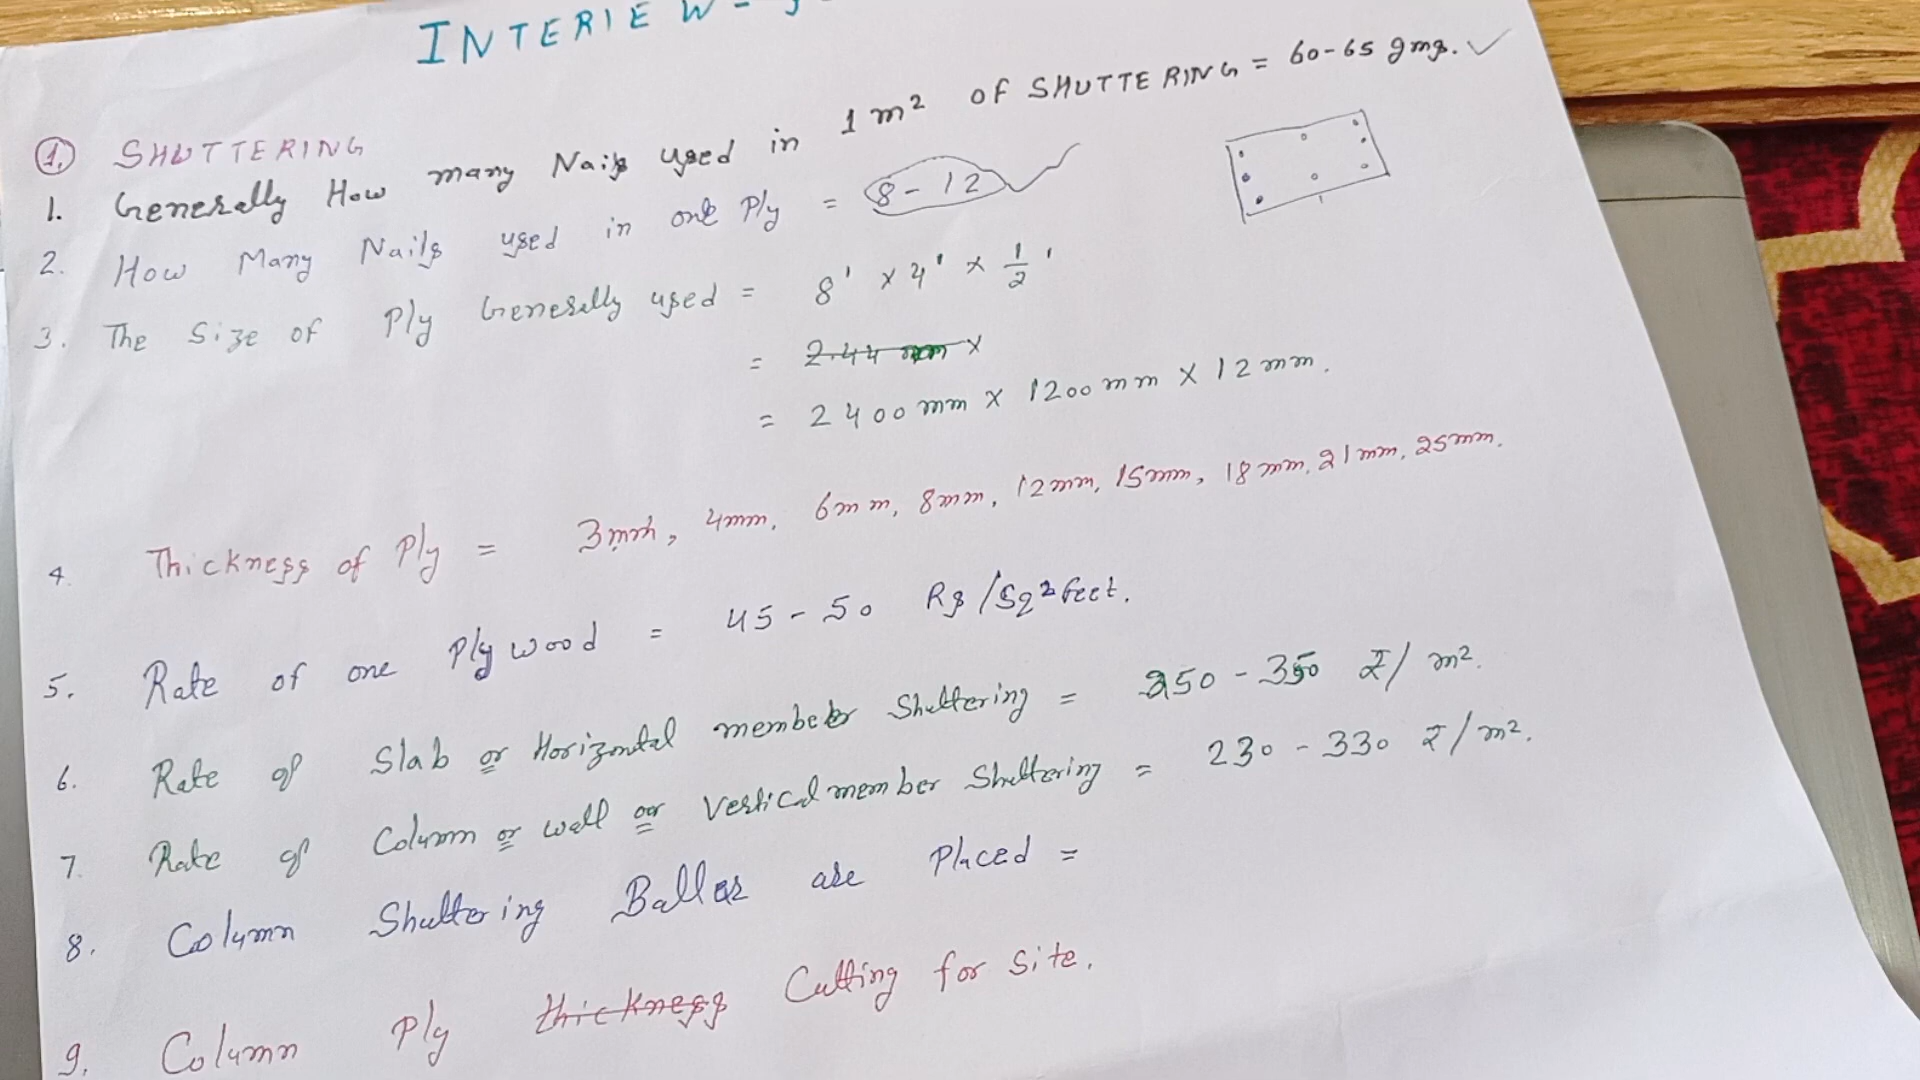 INTERIEW-
1. SHUTTERING
1. Generally How many Nails used in 1 m² OF SHUTTERING = 60-65 gms.
2. How Many Nails used in one Ply = 8-12
3. The Size of Ply Generally used = 8' x 4' x 1/2'
= 2.44 mm x
= 2400 mm x 1200 mm x 12 mm.
4. Thickness of Ply = 3mm, 4mm, 6mm, 8mm, 12mm, 15mm, 18mm, 21mm, 25mm.
5. Rate of one Plywood = 45-50 Rs/Sq² feet.
6. Rate of Slab or Horizontal member Shuttering = 250-350 ₹/m².
7. Rate of Column or wall or Vertical member Shuttering = 230-330 ₹/m².
8. Column Shuttering Ballas are Placed =
9. Column Ply thickness Cutting for Site.